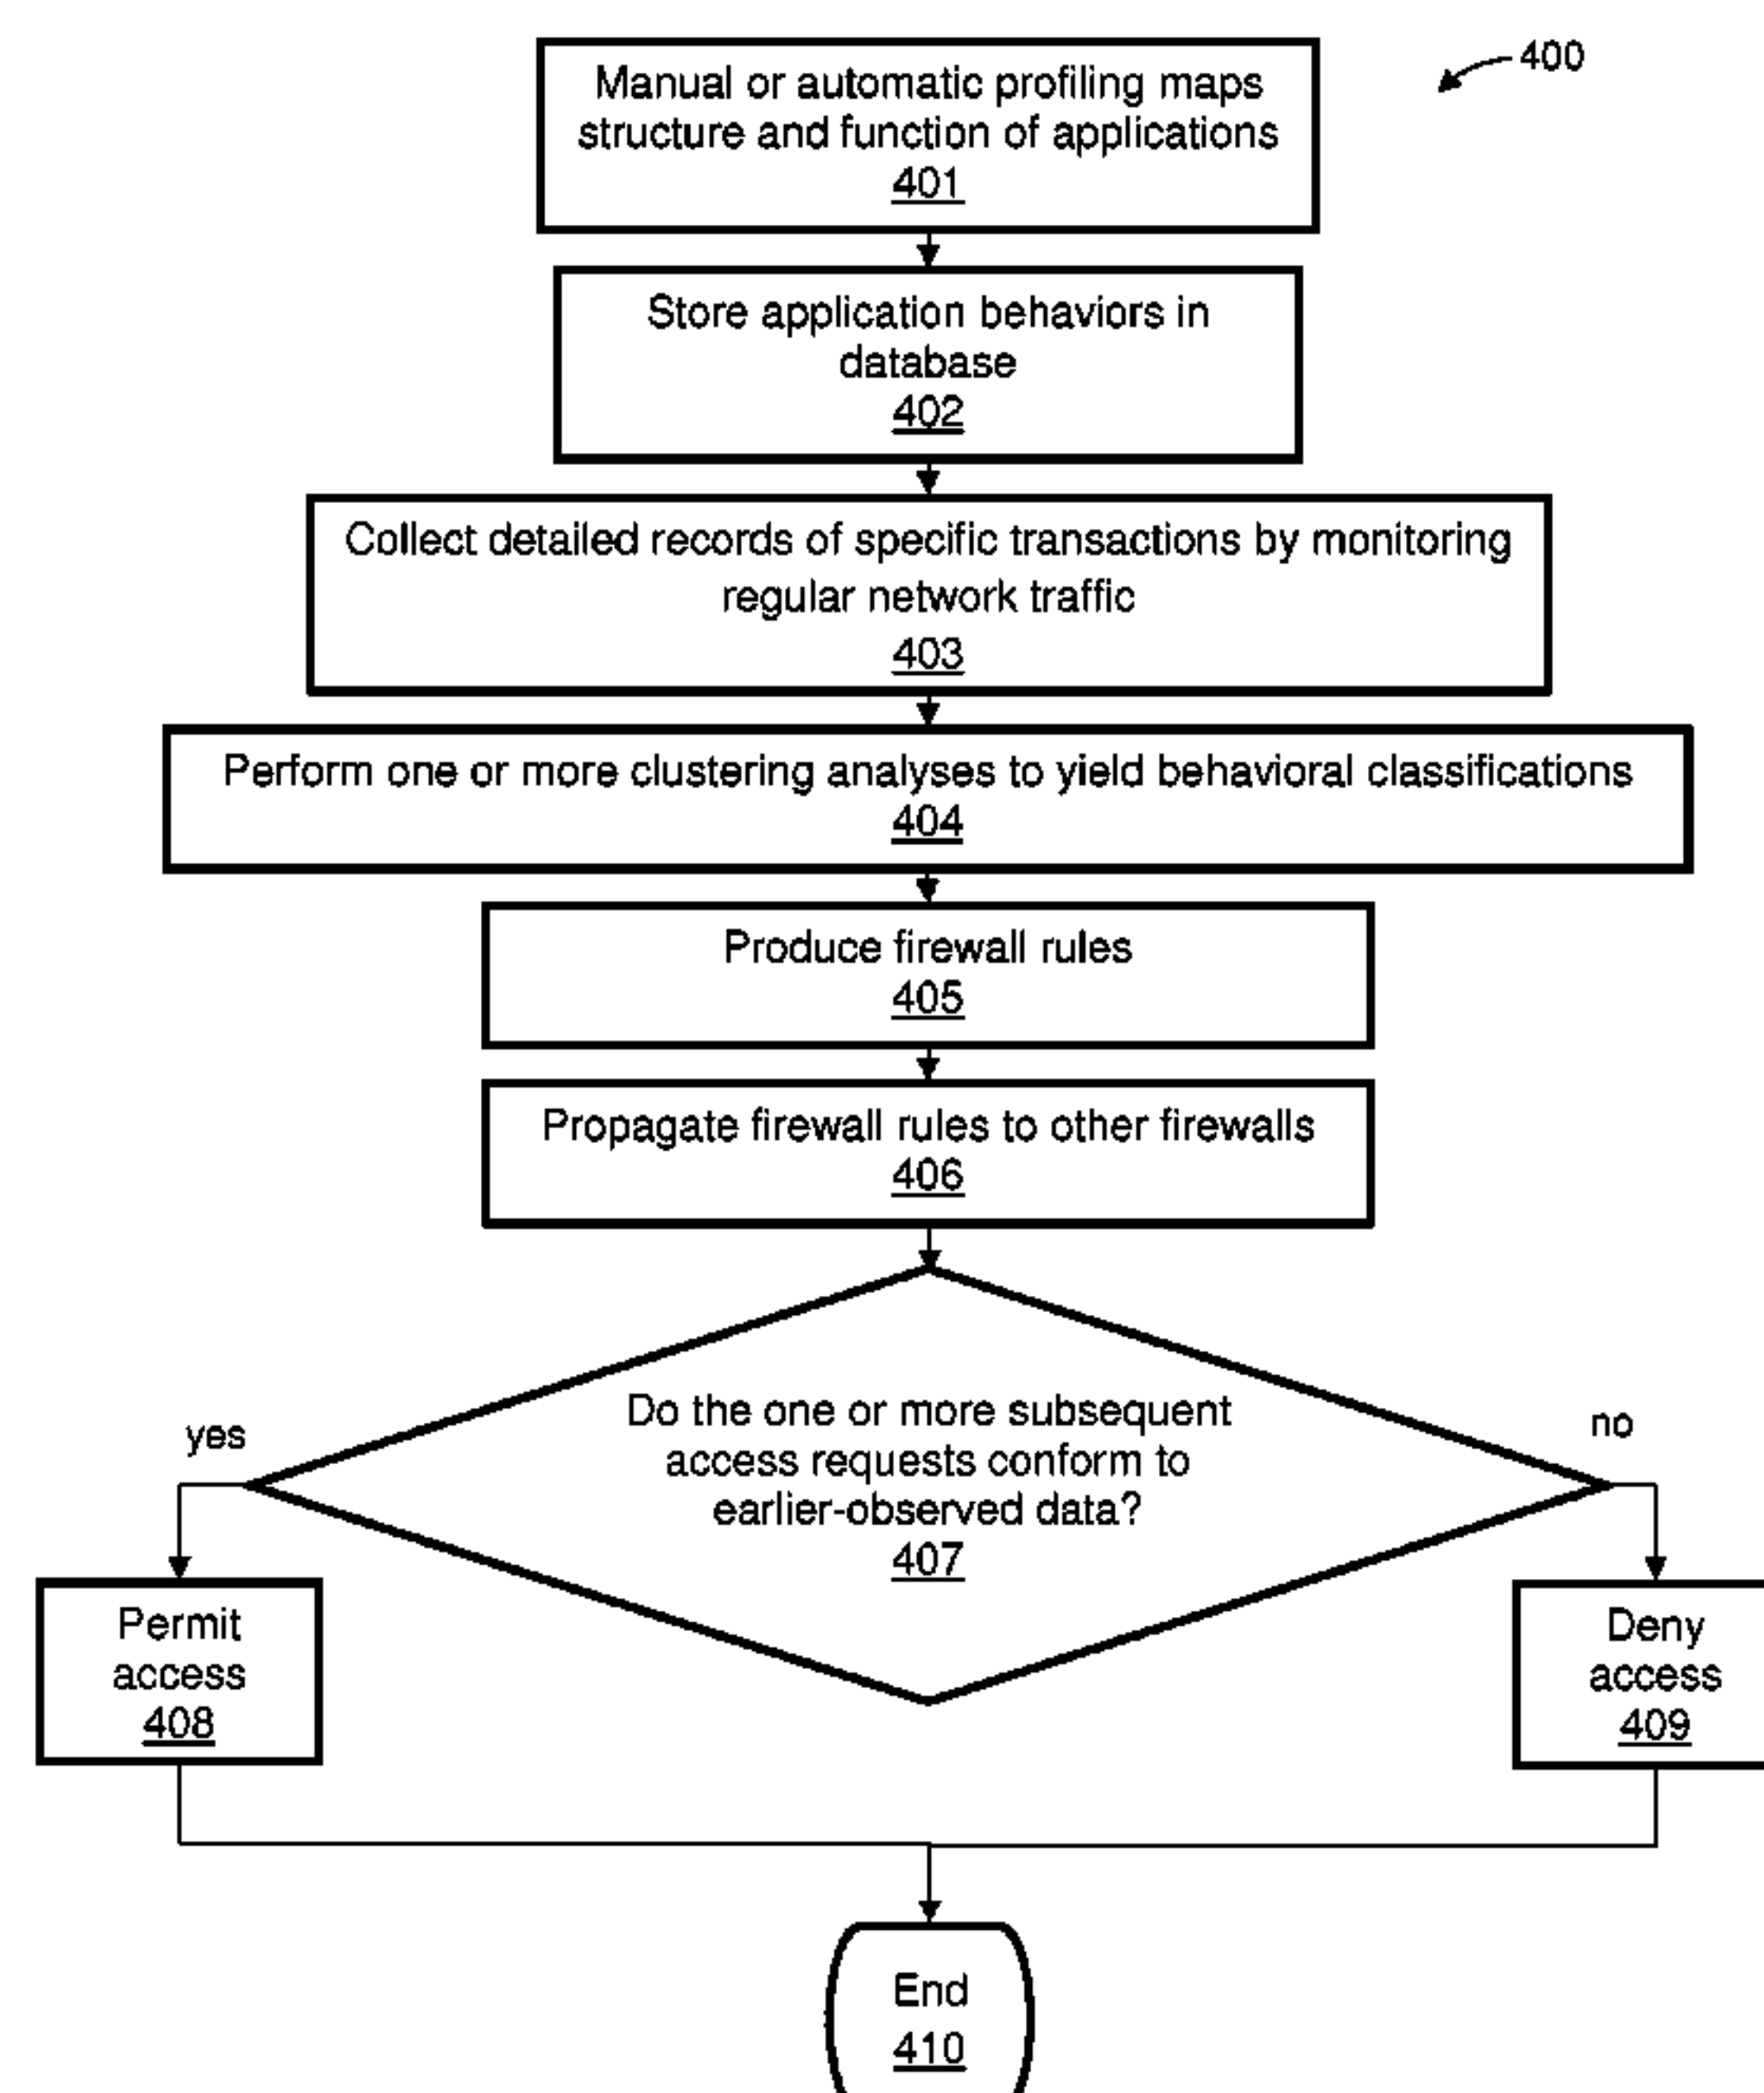 400
Manual or automatic profiling maps
structure and function of applications
401
Store application behaviors in
database
402
Collect detailed records of specific transactions by monitoring
regular network traffic
403
Perform one or more clustering analyses to yield behavioral classifications
404
Produce firewall rules
405
Propagate firewall rules to other firewalls
406
Do the one or more subsequent
access requests conform to
earlier-observed data?
407
yes
no
Permit
access
408
Deny
access
409
End
410